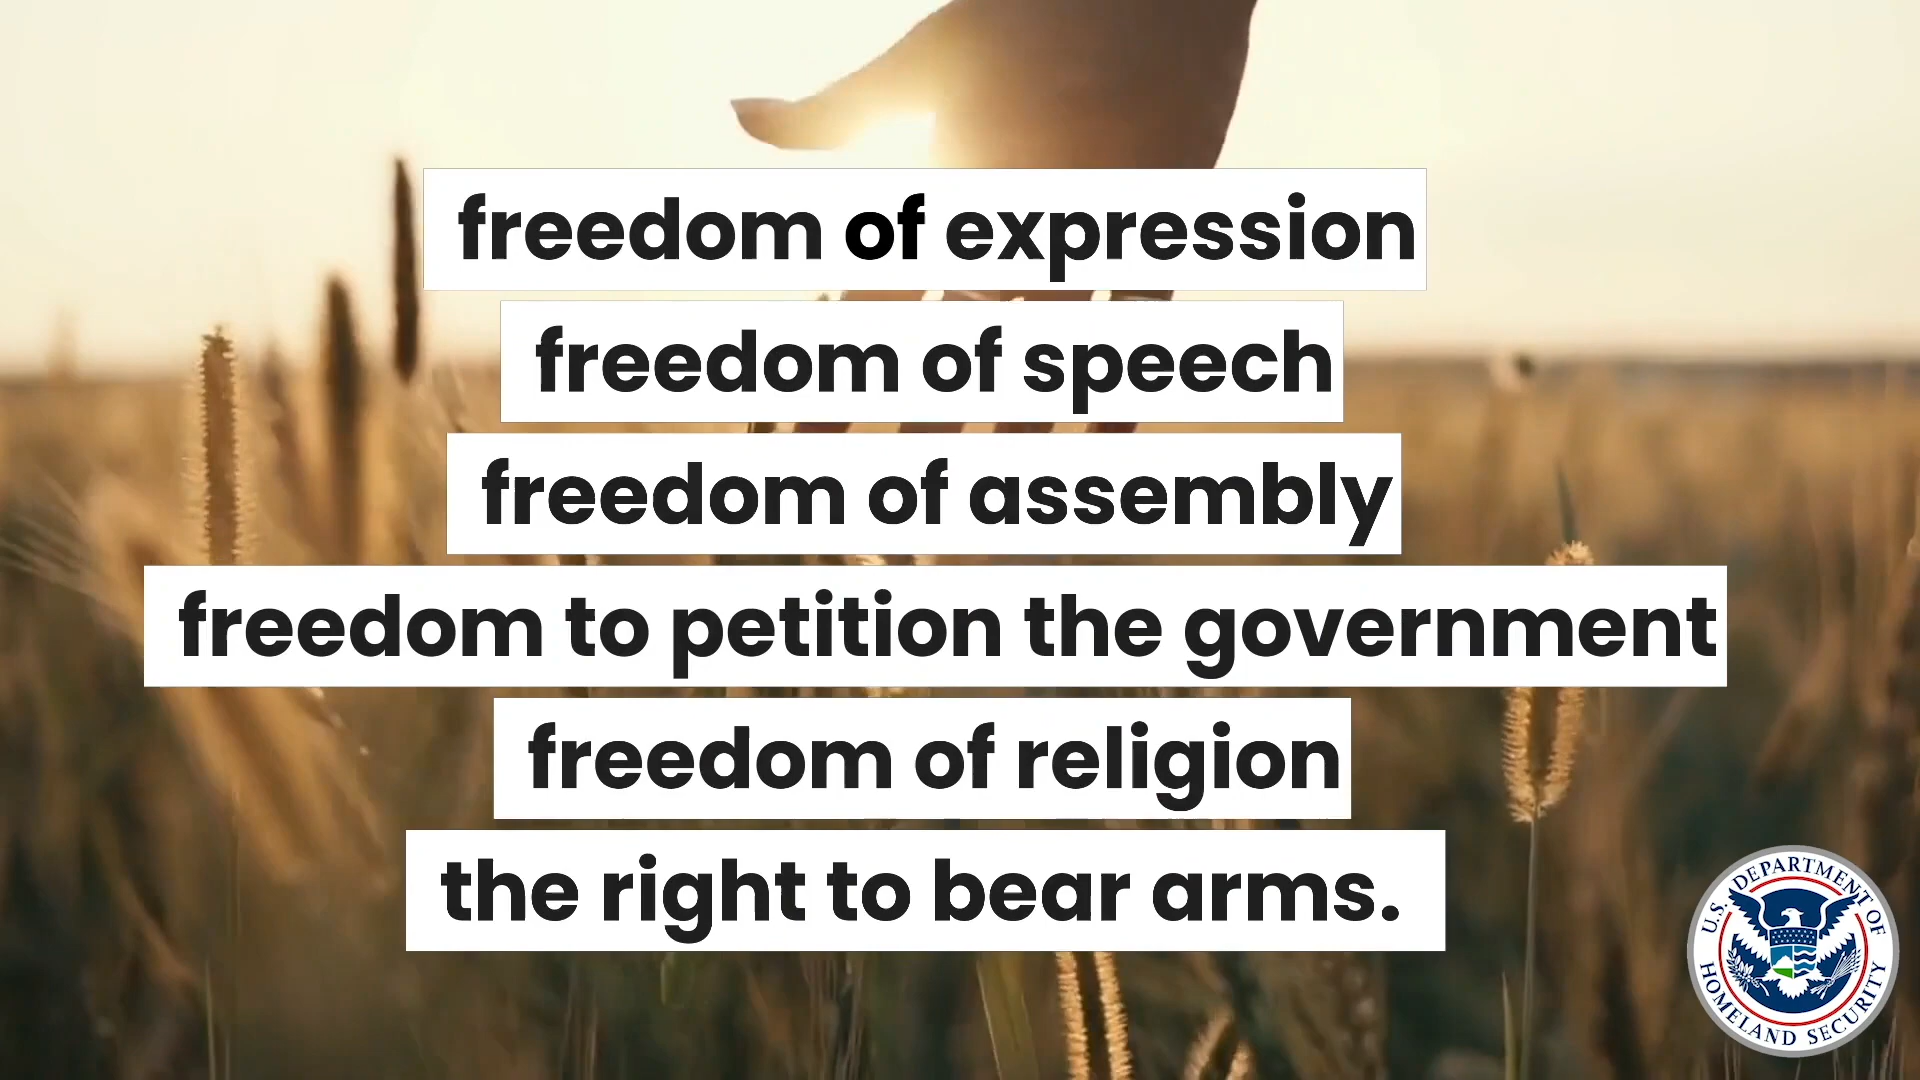 freedom of expression
freedom of speech
freedom of assembly
freedom to petition the government
freedom of religion
the right to bear arms.
U.S. DEPARTMENT OF
HOMELAND SECURITY